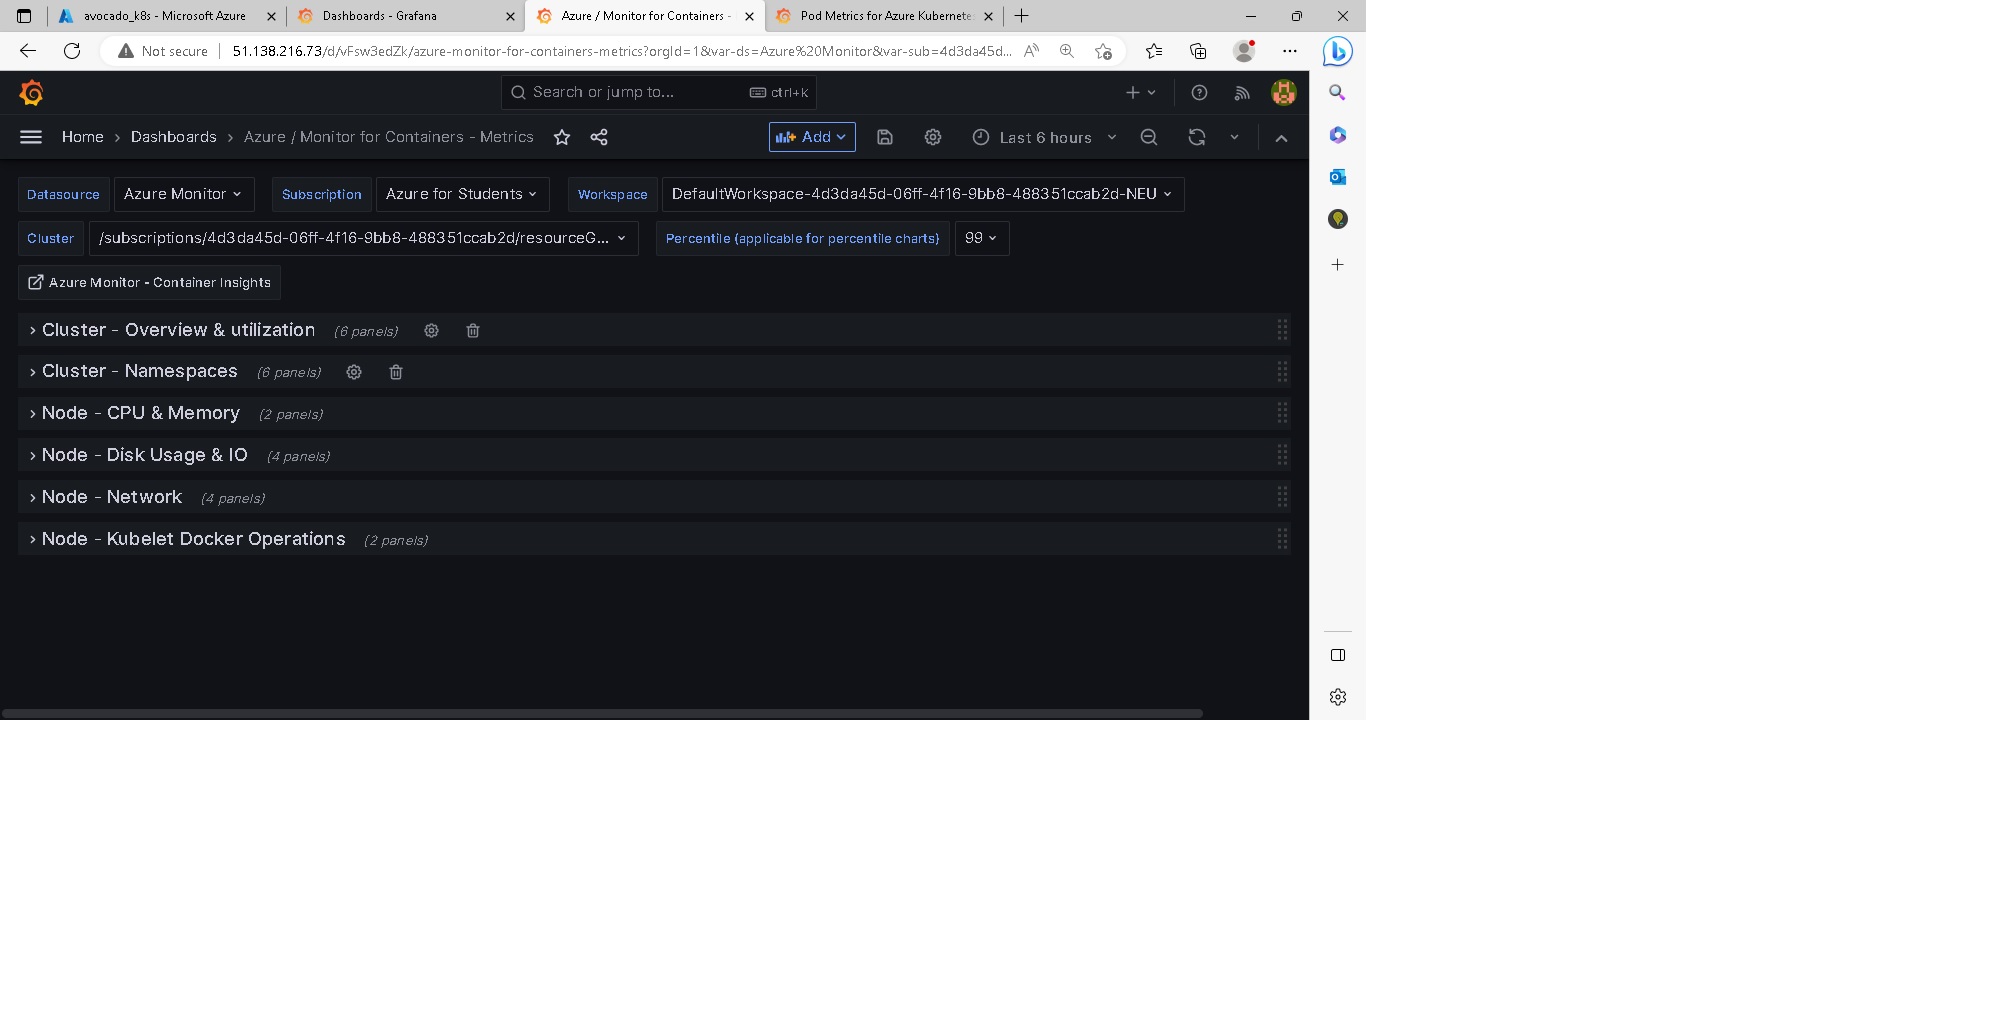 avocado_k8s - Microsoft Azure
Dashboards - Grafana
Azure / Monitor for Containers -
Pod Metrics for Azure Kubernete
Not secure
51.138.216.73/d/vFsw3edZk/azure-monitor-for-containers-metrics?orgId=1&var-ds=Azure%20Monitor&var-sub=4d3da45d...
Search or jump to...
ctrl+k
Home > Dashboards > Azure / Monitor for Containers - Metrics
Add
Last 6 hours
Datasource Azure Monitor
Subscription Azure for Students
Workspace DefaultWorkspace-4d3da45d-06ff-4f16-9bb8-488351ccab2d-NEU
Cluster /subscriptions/4d3da45d-06ff-4f16-9bb8-488351ccab2d/resourceG...
Percentile (applicable for percentile charts) 99
Azure Monitor - Container Insights
Cluster - Overview & utilization (6 panels)
Cluster - Namespaces (6 panels)
Node - CPU & Memory (2 panels)
Node - Disk Usage & IO (4 panels)
Node - Network (4 panels)
Node - Kubelet Docker Operations (2 panels)